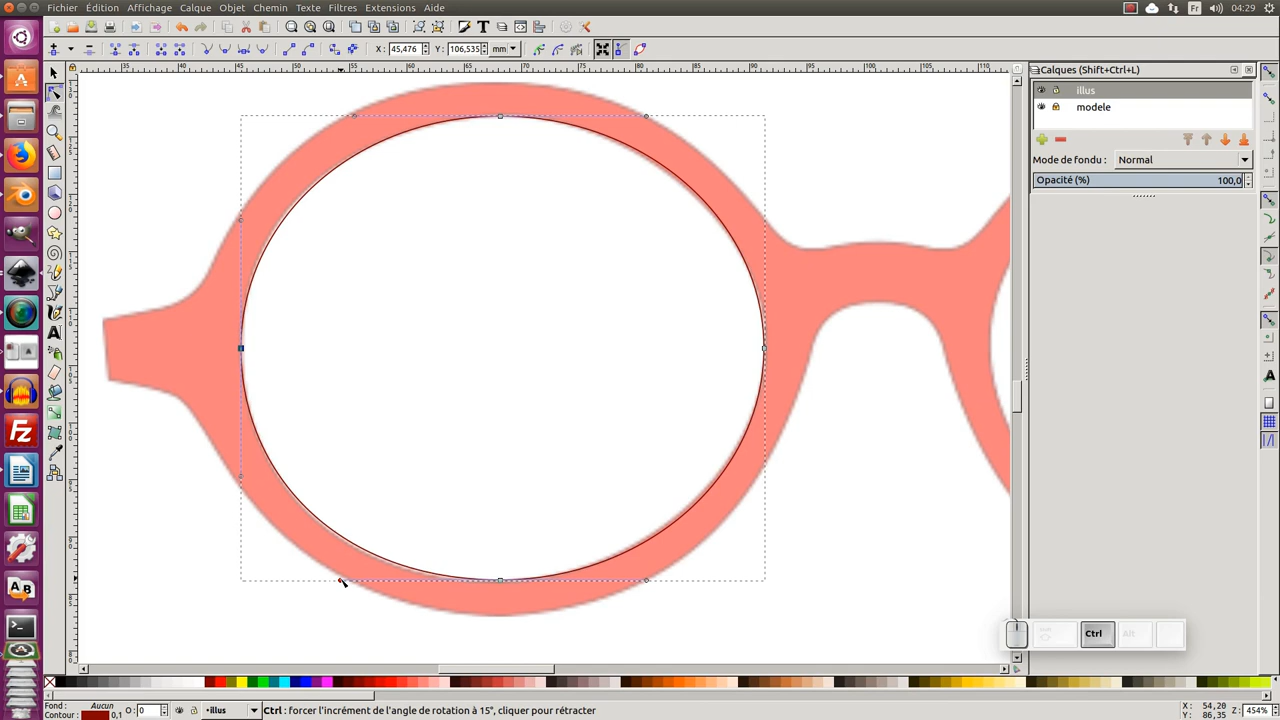 Fichier Édition Affichage Calque Objet Chemin Texte Filtres Extensions Aide
Fr 04:29
X: 45,476 Y: 106,535 mm
Calques (Shift+Ctrl+L)
illus
modele
Mode de fondu : Normal
Opacité (%) 100,0
Ctrl Alt
Fond : Aucun
Contour : 0,1
O: 0
•illus
Ctrl : forcer l'incrément de l'angle de rotation à 15°, cliquer pour rétracter
X: 54,20
Y: 86,35
Z: 454%